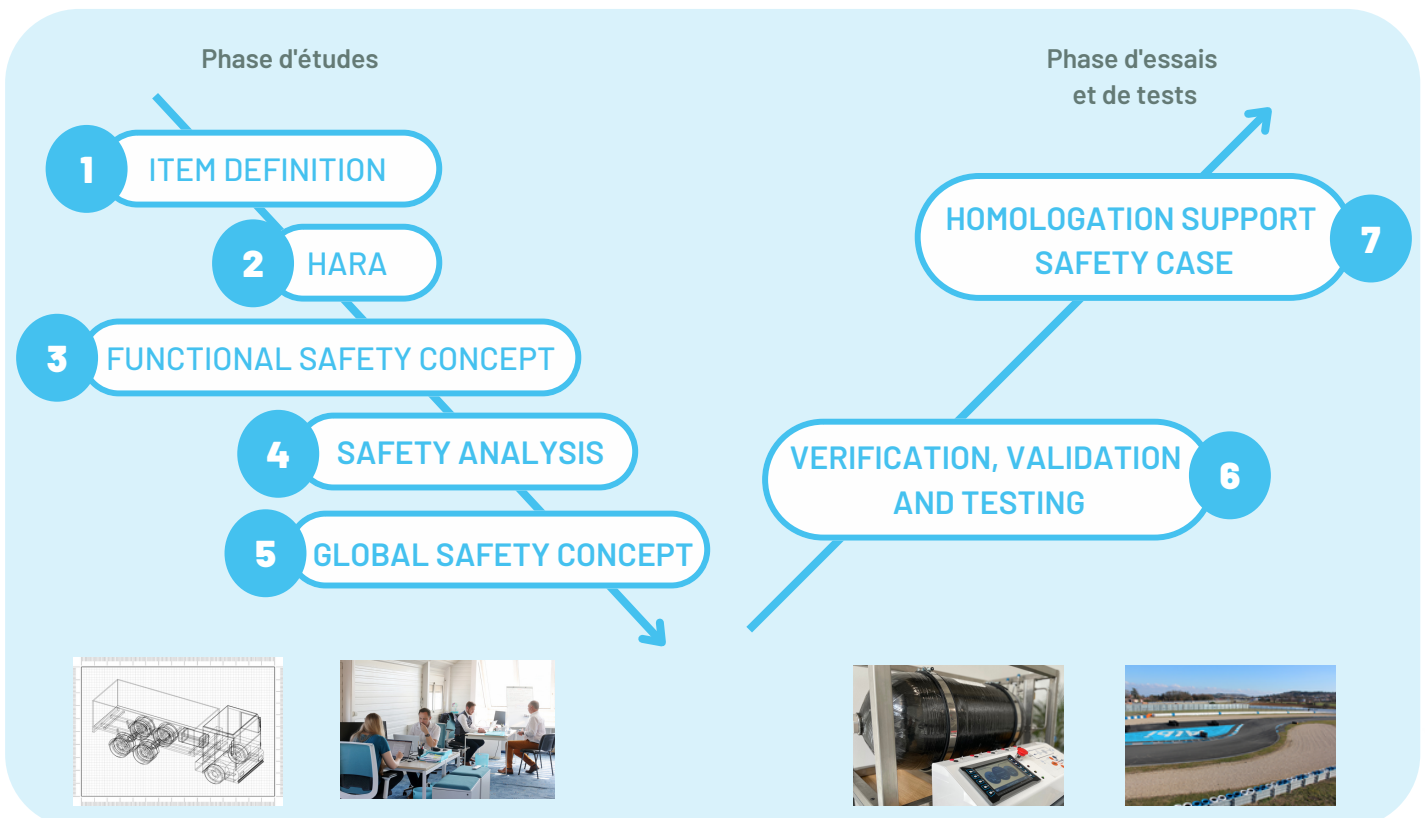 Phase d'études
1
ITEM DEFINITION
2
HARA
3
FUNCTIONAL SAFETY CONCEPT
4
SAFETY ANALYSIS
5
GLOBAL SAFETY CONCEPT
Phase d'essais
et de tests
HOMOLOGATION SUPPORT
SAFETY CASE
7
VERIFICATION, VALIDATION
AND TESTING
6